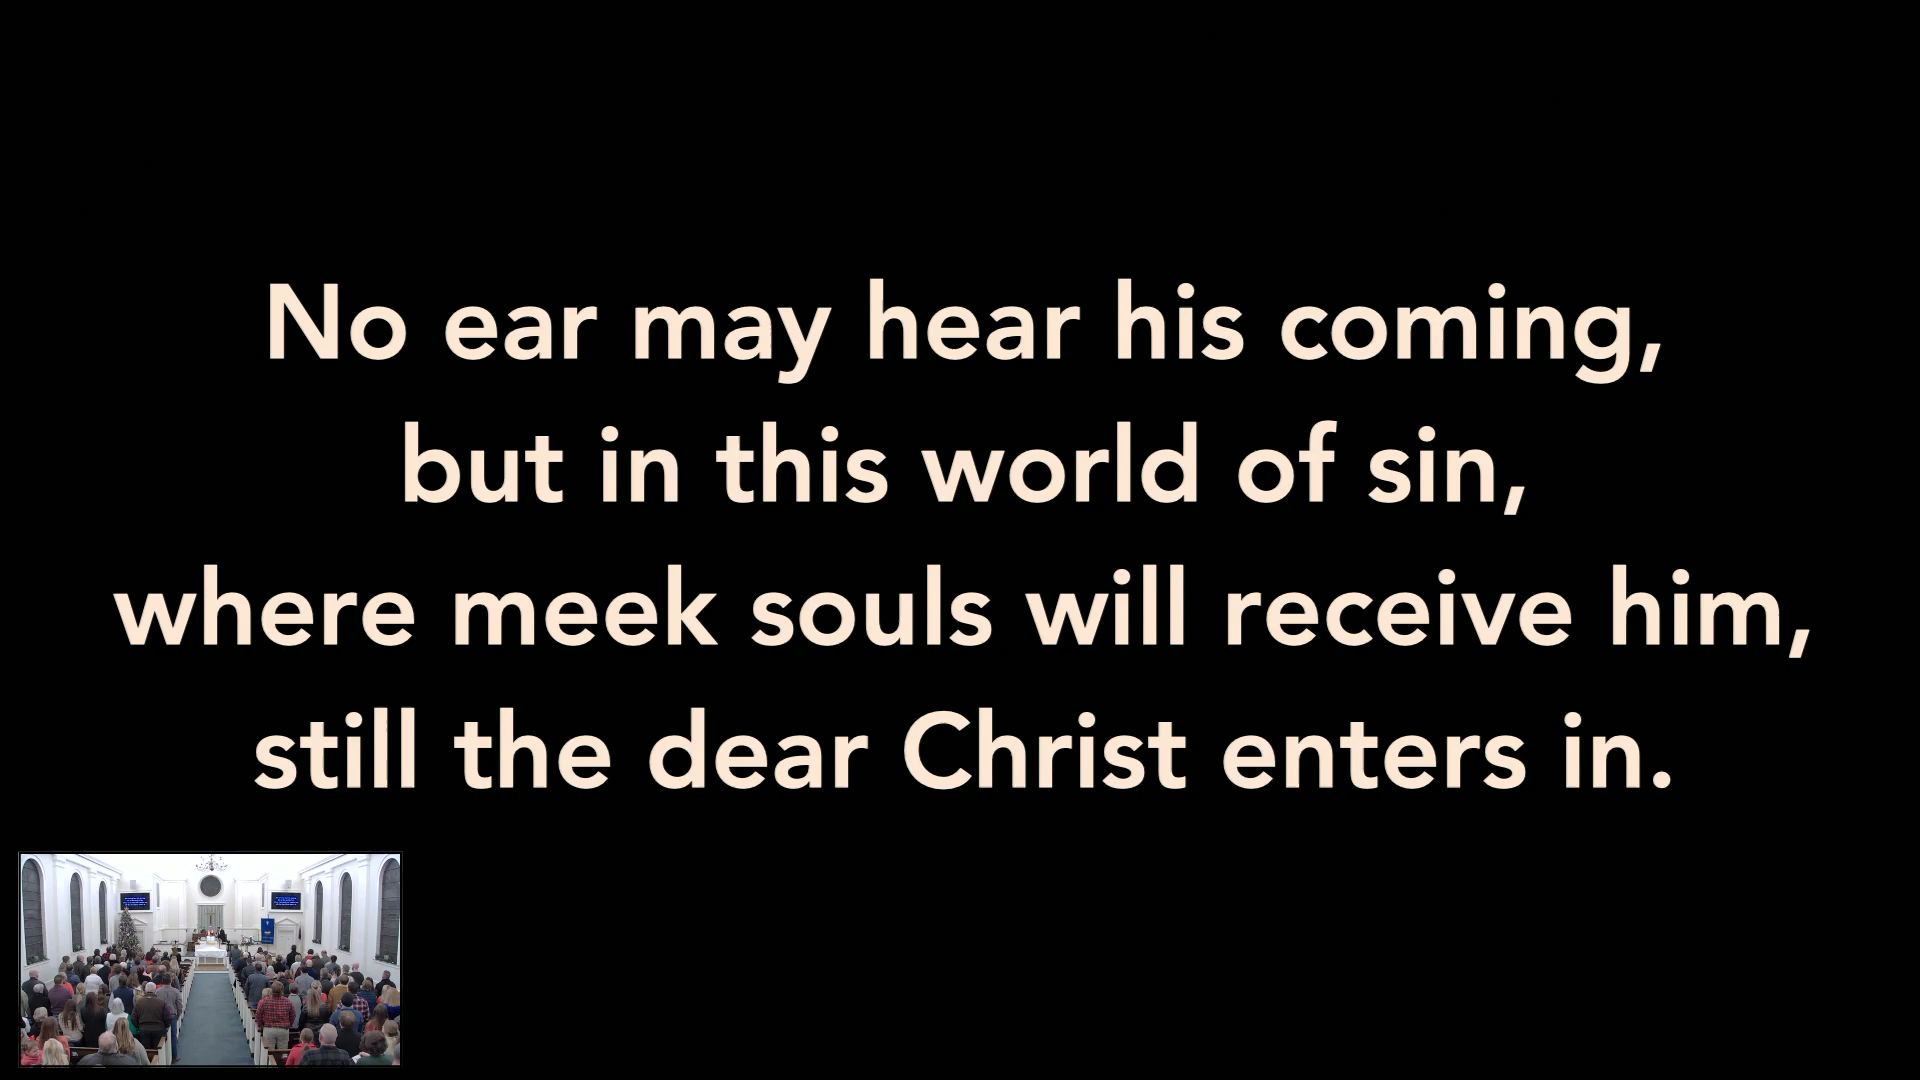 No ear may hear his coming,
but in this world of sin,
where meek souls will receive him,
still the dear Christ enters in.